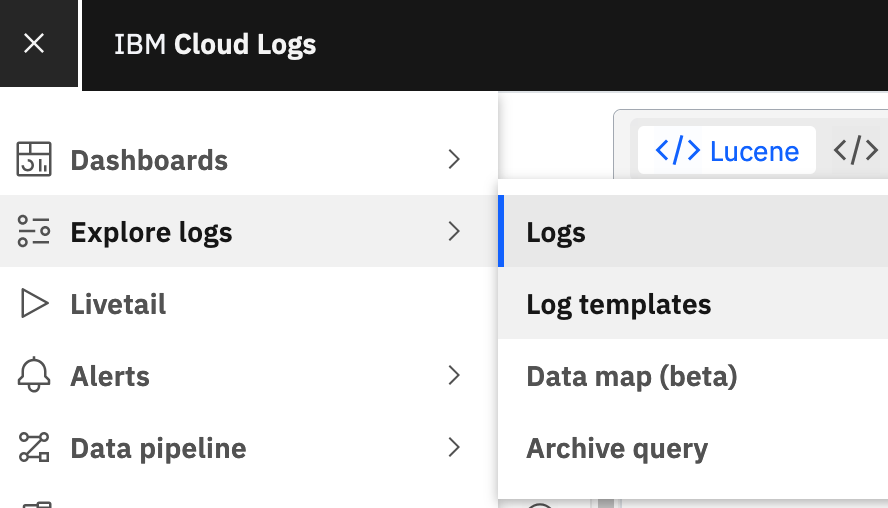 IBM Cloud Logs
Dashboards
Explore logs
Livetail
Alerts
Data pipeline
</> Lucene </>
Logs
Log templates
Data map (beta)
Archive query